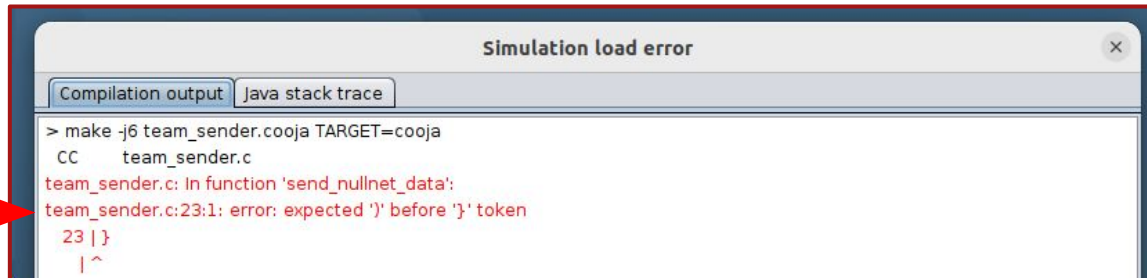 Simulation load error
Compilation output Java stack trace
> make -j6 team_sender.cooja TARGET=cooja
CC team_sender.c
team_sender.c: In function 'send_nullnet_data':
team_sender.c:23:1: error: expected ')' before '}' token
23 | }
| ^